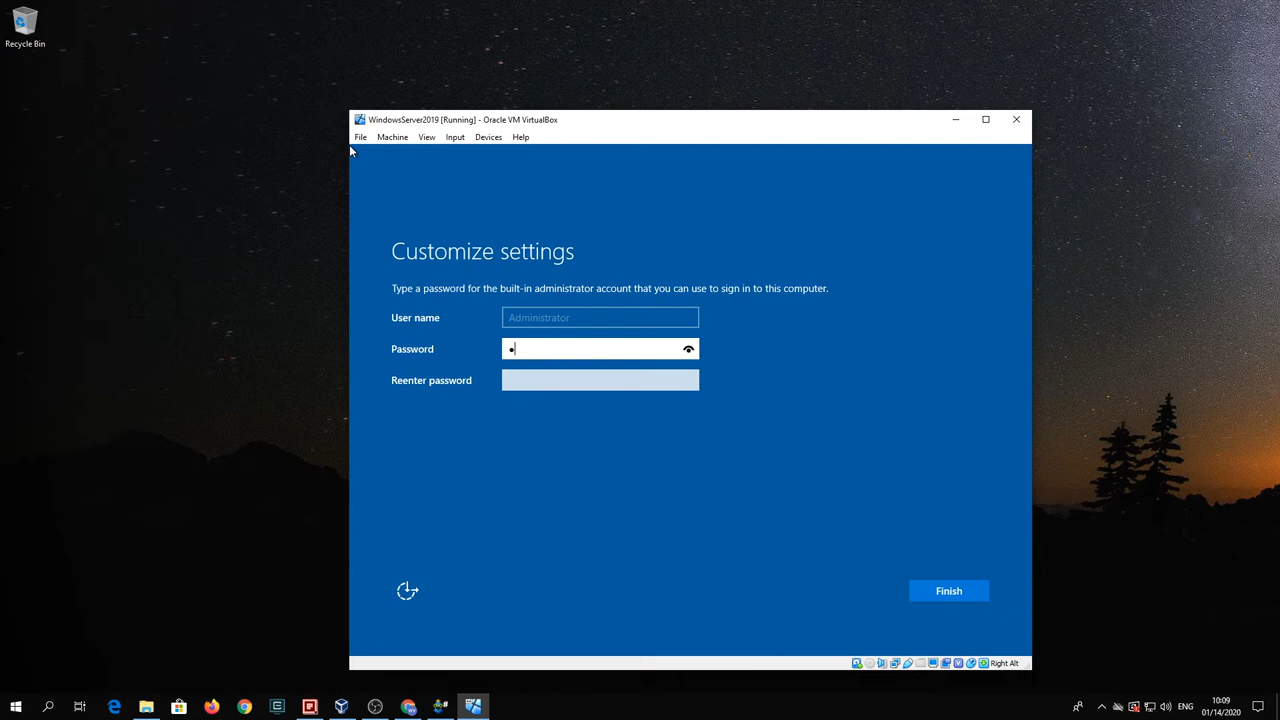 Recycle Bin
WindowsServer2019 [Running] - Oracle VM VirtualBox
File Machine View Input Devices Help
Customize settings
Type a password for the built-in administrator account that you can use to sign in to this computer.
User name
Administrator
Password
Reenter password
Finish
Right Alt
ENG
10:09
01/14/2020